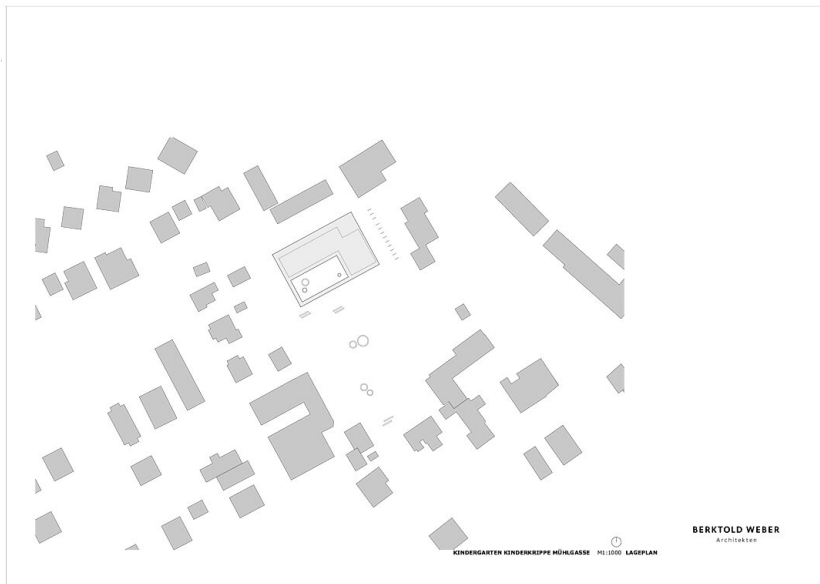 BERKTOLD WEBER
Architekten
KINDERGARTEN KINDERKRIPPE MÜHLGASSE M1:1000 LAGEPLAN